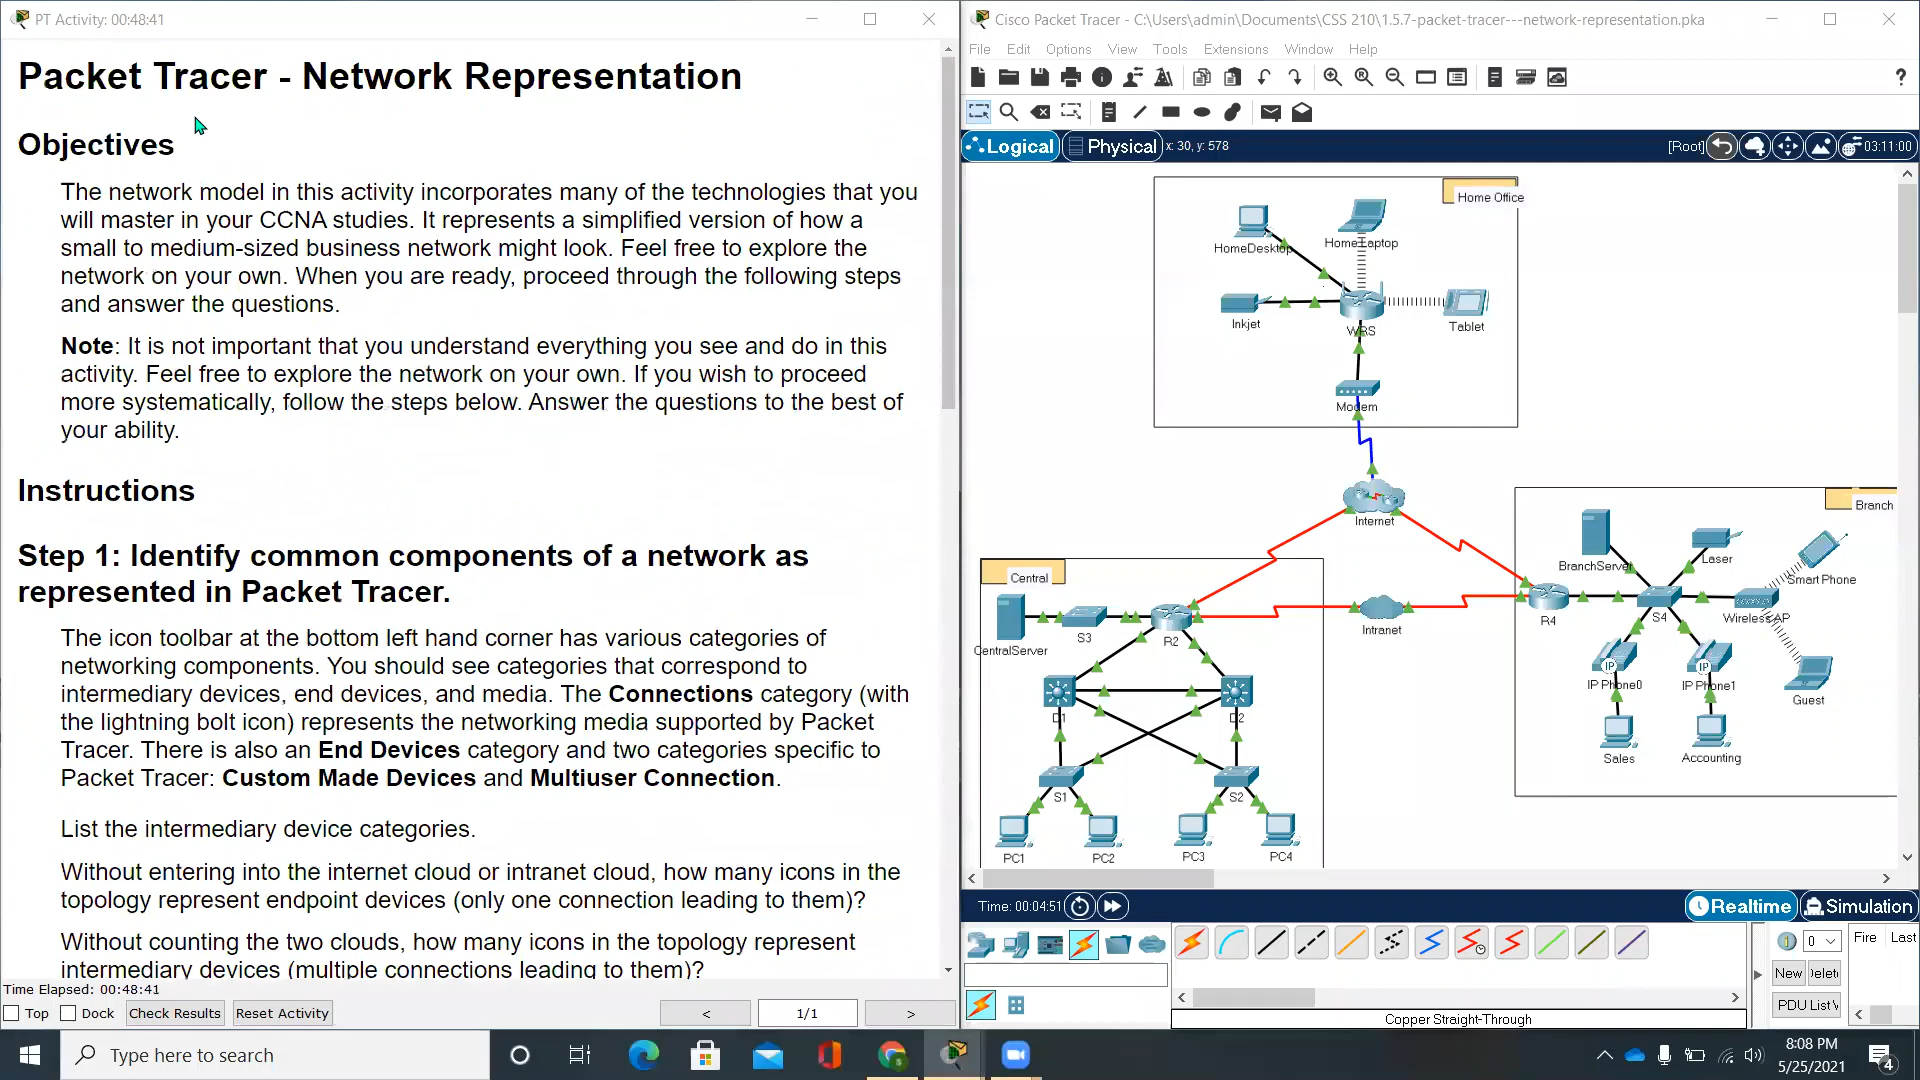 PT Activity: 00:48:41
Packet Tracer - Network Representation
Objectives
The network model in this activity incorporates many of the technologies that you
will master in your CCNA studies. It represents a simplified version of how a
small to medium-sized business network might look. Feel free to explore the
network on your own. When you are ready, proceed through the following steps
and answer the questions.
Note: It is not important that you understand everything you see and do in this
activity. Feel free to explore the network on your own. If you wish to proceed
more systematically, follow the steps below. Answer the questions to the best of
your ability.
Instructions
Step 1: Identify common components of a network as
represented in Packet Tracer.
The icon toolbar at the bottom left hand corner has various categories of
networking components. You should see categories that correspond to
intermediary devices, end devices, and media. The Connections category (with
the lightning bolt icon) represents the networking media supported by Packet
Tracer. There is also an End Devices category and two categories specific to
Packet Tracer: Custom Made Devices and Multiuser Connection.
List the intermediary device categories.
Without entering into the internet cloud or intranet cloud, how many icons in the
topology represent endpoint devices (only one connection leading to them)?
Without counting the two clouds, how many icons in the topology represent
intermediary devices (multiple connections leading to them)?
Time Elapsed: 00:48:41
Top Dock Check Results Reset Activity < 1/1 >
Cisco Packet Tracer - C:\Users\admin\Documents\CSS 210\1.5.7-packet-tracer---network-representation.pka
File Edit Options View Tools Extensions Window Help
?
Logical Physical x: 30, y: 578 [Root] 03:11:00
Home Office
HomeDesktop
Home Laptop
Inkjet
WRS
Tablet
Modem
Internet
Branch
BranchServer
Laser
Smart Phone
R4
S4
Wireless AP
IP
IP Phone0
IP
IP Phone1
Guest
Sales
Accounting
Intranet
Central
CentralServer
S3
R2
D1
D2
S1
S2
PC1
PC2
PC3
PC4
Time: 00:04:51 Realtime Simulation
0 Fire Last
New
PDU List
Copper Straight-Through
Type here to search
8:08 PM
5/25/2021
4